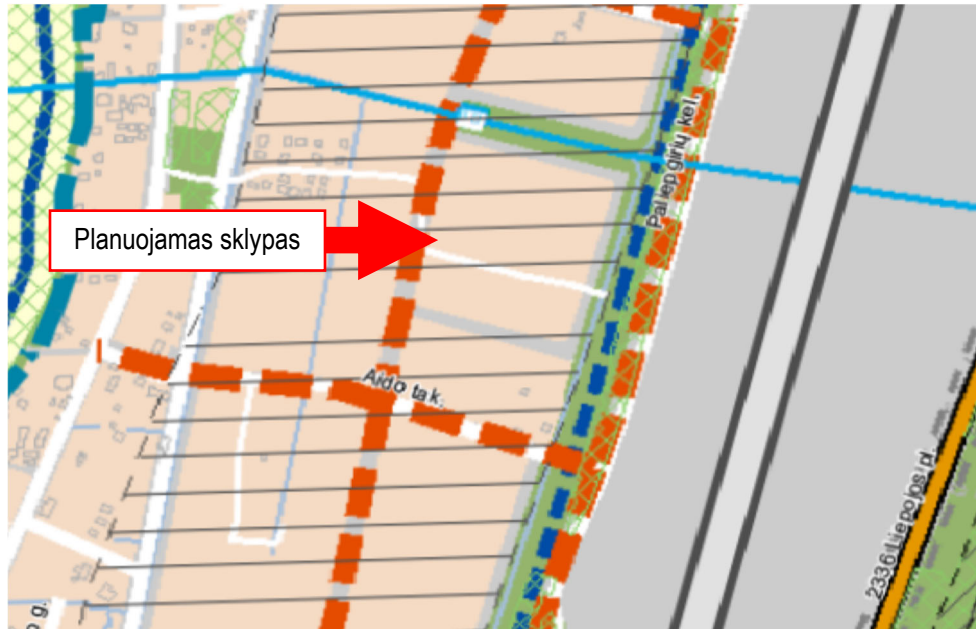 Paliepgirių kel.
Planuojamas sklypas
Aido tak.
2336 Liepojos pl.
o g.